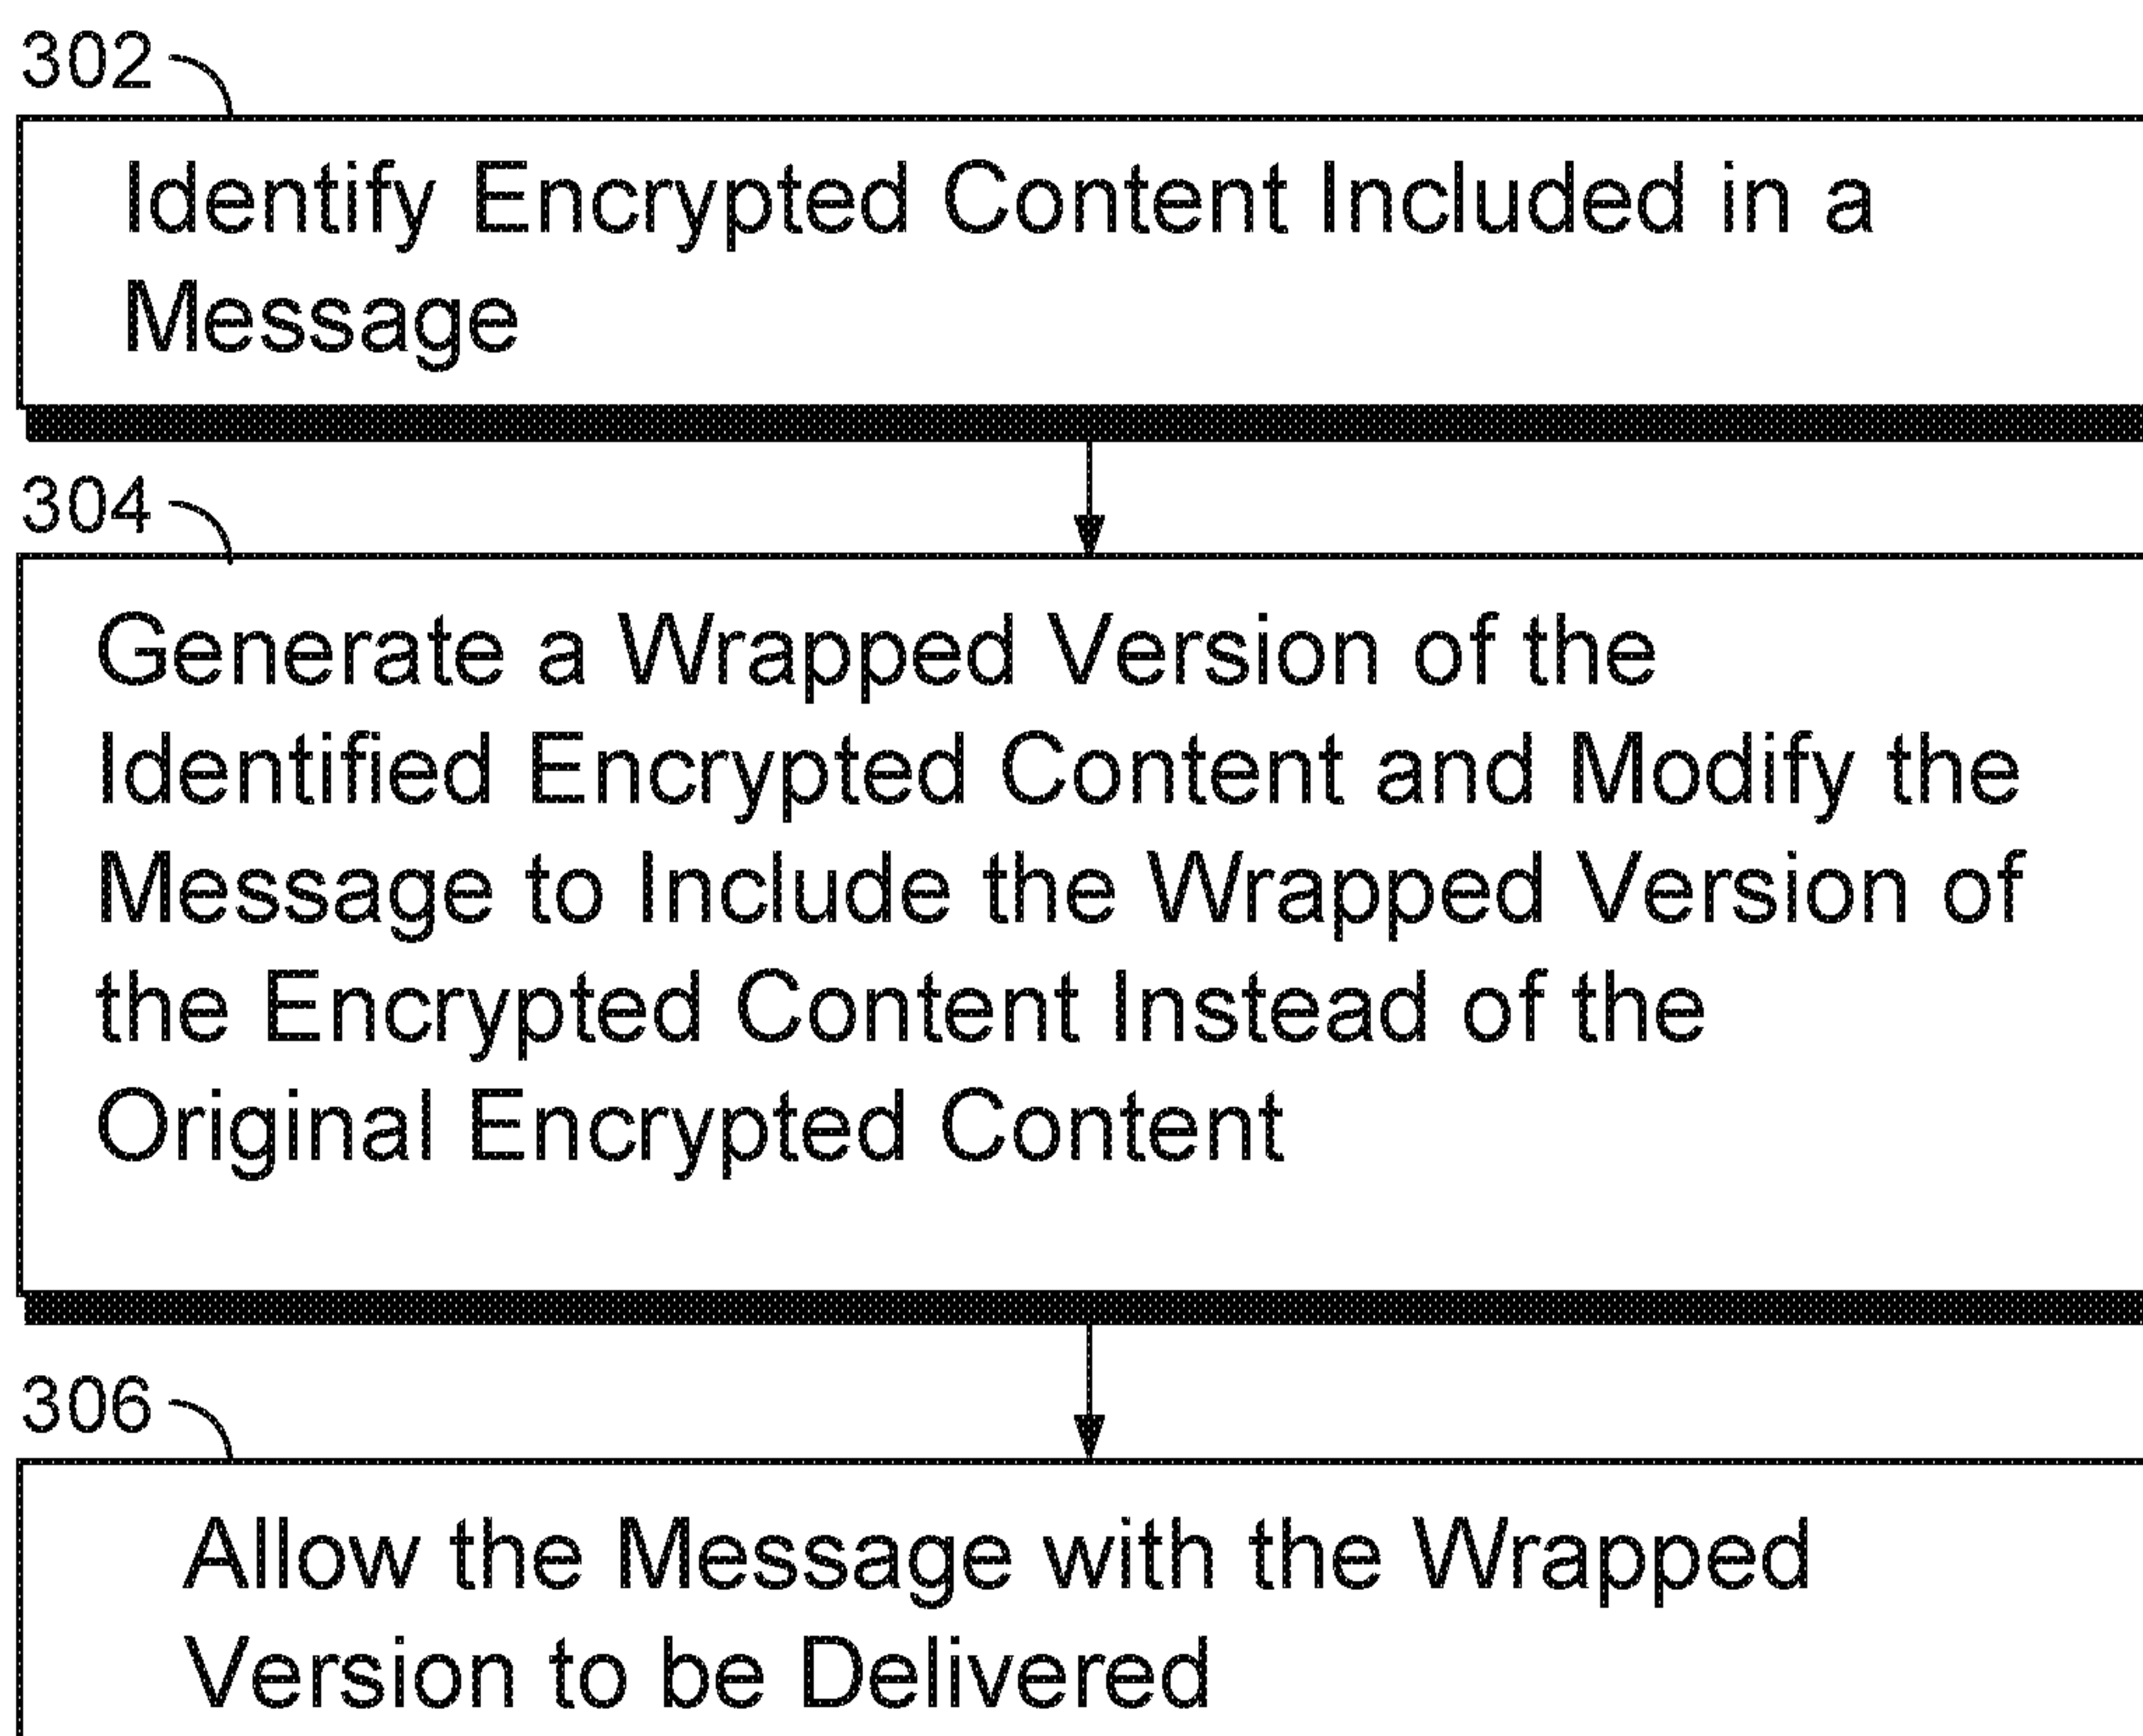 302
Identify Encrypted Content Included in a
Message
304
Generate a Wrapped Version of the
Identified Encrypted Content and Modify the
Message to Include the Wrapped Version of
the Encrypted Content Instead of the
Original Encrypted Content
306
Allow the Message with the Wrapped
Version to be Delivered